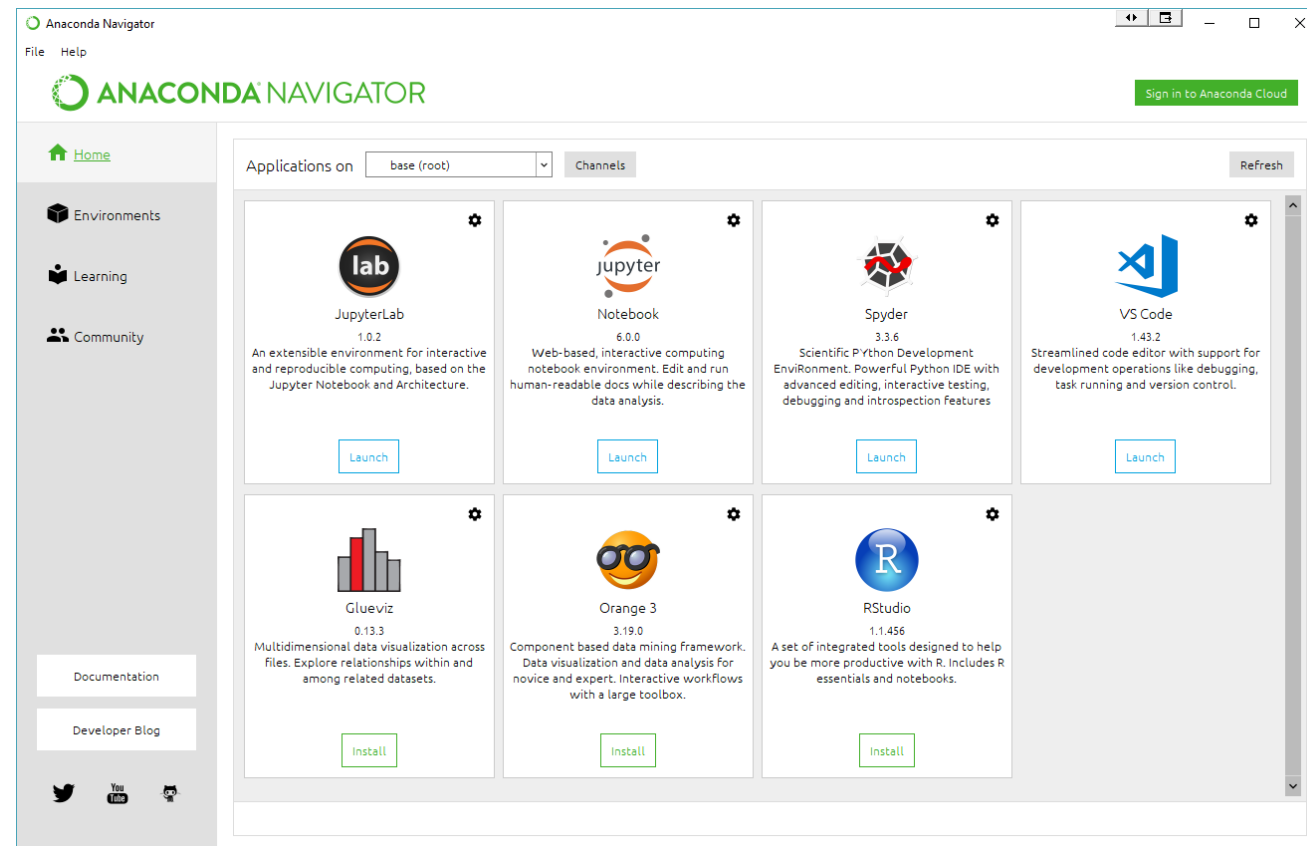 Anaconda Navigator
File Help
ANACONDA NAVIGATOR
Sign in to Anaconda Cloud
Home
Environments
Learning
Community
Documentation
Developer Blog
You
Tube
Applications on base (root) Channels Refresh
lab
JupyterLab
1.0.2
An extensible environment for interactive
and reproducible computing, based on the
Jupyter Notebook and Architecture.
Launch
jupyter
Notebook
6.0.0
Web-based, interactive computing
notebook environment. Edit and run
human-readable docs while describing the
data analysis.
Launch
Spyder
3.3.6
Scientific PYthon Development
EnviRonment. Powerful Python IDE with
advanced editing, interactive testing,
debugging and introspection features
Launch
VS Code
1.43.2
Streamlined code editor with support for
development operations like debugging,
task running and version control.
Launch
Glueviz
0.13.3
Multidimensional data visualization across
files. Explore relationships within and
among related datasets.
Install
Orange 3
3.19.0
Component based data mining framework.
Data visualization and data analysis for
novice and expert. Interactive workflows
with a large toolbox.
Install
R
RStudio
1.1.456
A set of integrated tools designed to help
you be more productive with R. Includes R
essentials and notebooks.
Install